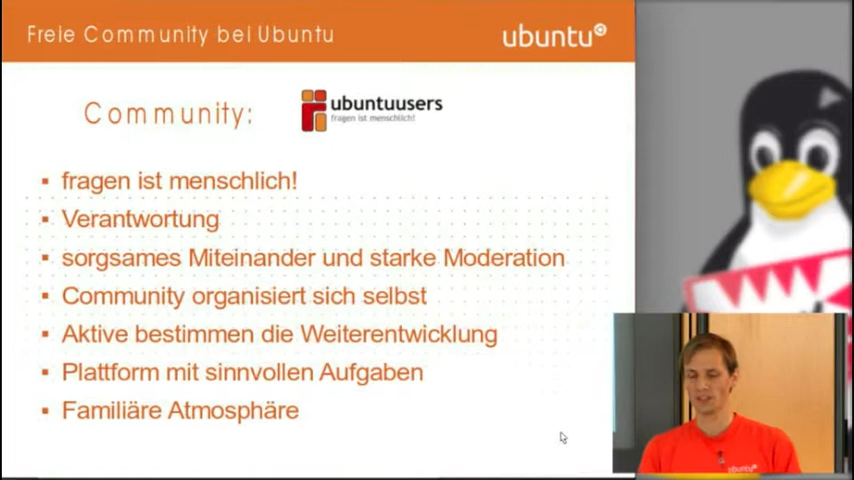 Freie Community bei Ubuntu
ubuntu
Community:
ubuntuusers
fragen ist menschlich!
fragen ist menschlich!
Verantwortung
sorgsames Miteinander und starke Moderation
Community organisiert sich selbst
Aktive bestimmen die Weiterentwicklung
Plattform mit sinnvollen Aufgaben
Familiäre Atmosphäre
ubuntu